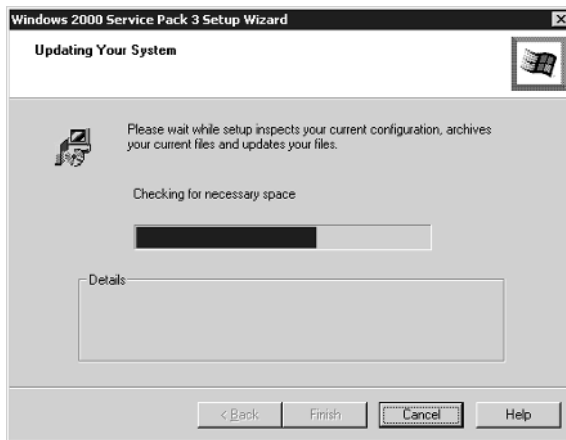 Windows 2000 Service Pack 3 Setup Wizard
Updating Your System
Please wait while setup inspects your current configuration, archives
your current files and updates your files.
Checking for necessary space
Details
< Back
Finish
Cancel
Help